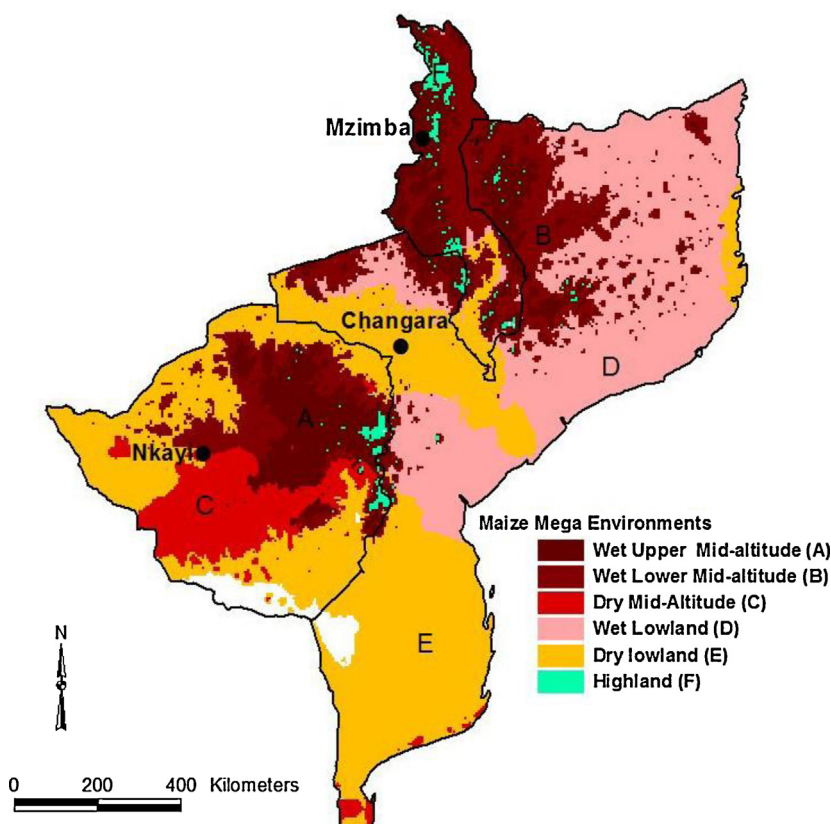 F
Mzimba
B
Changara
D
A
Nkayi
C
E
Maize Mega Environments
Wet Upper Mid-altitude (A)
Wet Lower Mid-altitude (B)
Dry Mid-Altitude (C)
Wet Lowland (D)
Dry lowland (E)
Highland (F)
N
0 200 400 Kilometers